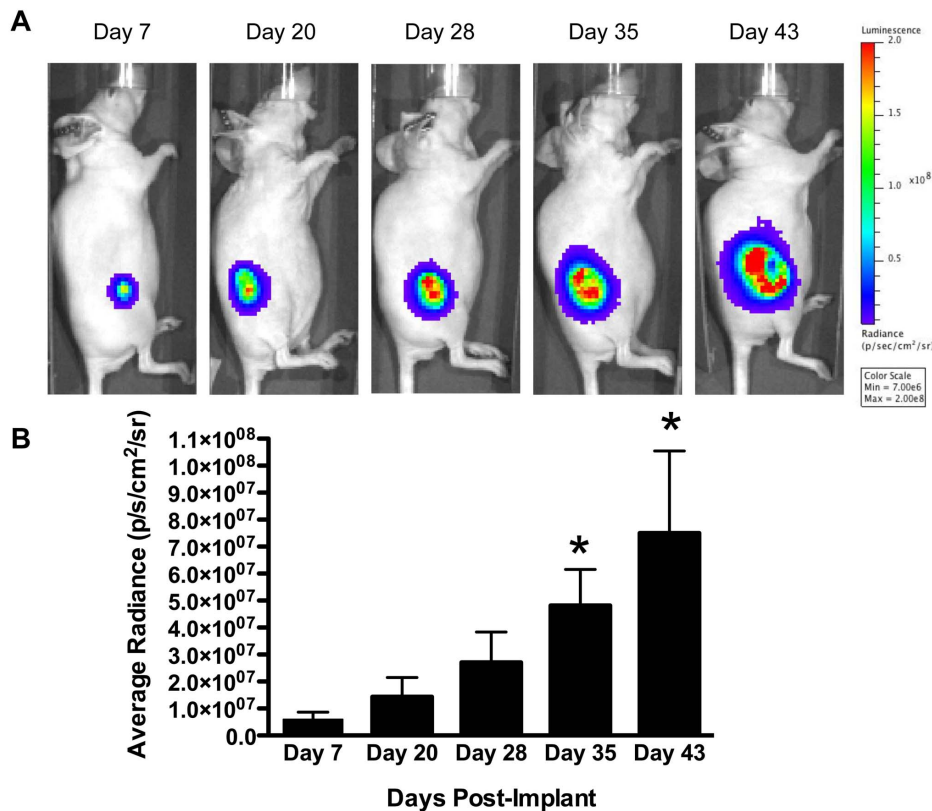 A
Day 7 Day 20 Day 28 Day 35 Day 43
Luminescence
2.0
1.5
1.0 x10⁸
0.5
Radiance
(p/sec/cm²/sr)
Color Scale
Min = 7.00e6
Max = 2.00e8
B
Average Radiance (p/s/cm²/sr)
1.1×10⁰⁸
1.0×10⁰⁸
9.0×10⁰⁷
8.0×10⁰⁷
7.0×10⁰⁷
6.0×10⁰⁷
5.0×10⁰⁷
4.0×10⁰⁷
3.0×10⁰⁷
2.0×10⁰⁷
1.0×10⁰⁷
0.0
* *
Day 7 Day 20 Day 28 Day 35 Day 43
Days Post-Implant